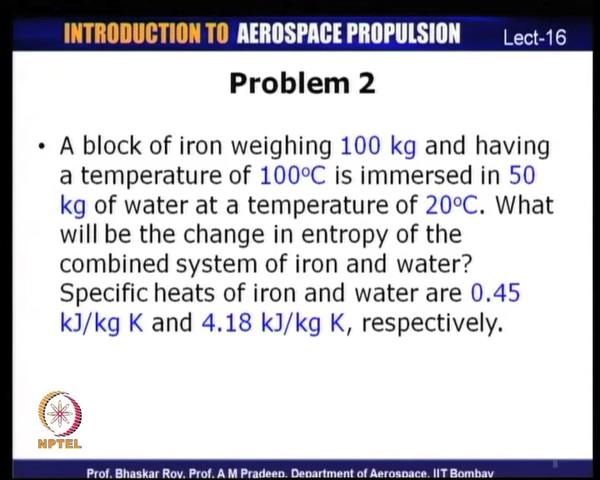 INTRODUCTION TO AEROSPACE PROPULSION
Lect-16
Problem 2
• A block of iron weighing 100 kg and having
a temperature of 100ºC is immersed in 50
kg of water at a temperature of 20ºC. What
will be the change in entropy of the
combined system of iron and water?
Specific heats of iron and water are 0.45
kJ/kg K and 4.18 kJ/kg K, respectively.
NPTEL
8
Prof. Bhaskar Roy, Prof. A M Pradeep, Department of Aerospace, IIT Bombay